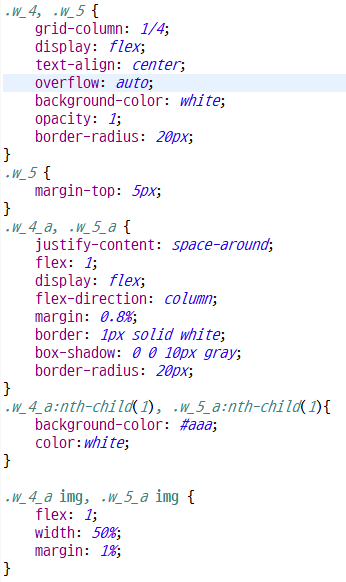 .w_4, .w_5 {
    grid-column: 1/4;
    display: flex;
    text-align: center;
    overflow: auto;
    background-color: white;
    opacity: 1;
    border-radius: 20px;
}
.w_5 {
    margin-top: 5px;
}
.w_4_a, .w_5_a {
    justify-content: space-around;
    flex: 1;
    display: flex;
    flex-direction: column;
    margin: 0.8%;
    border: 1px solid white;
    box-shadow: 0 0 10px gray;
    border-radius: 20px;
}
.w_4_a:nth-child(1), .w_5_a:nth-child(1){
    background-color: #aaa;
    color:white;
}

.w_4_a img, .w_5_a img {
    flex: 1;
    width: 50%;
    margin: 1%;
}